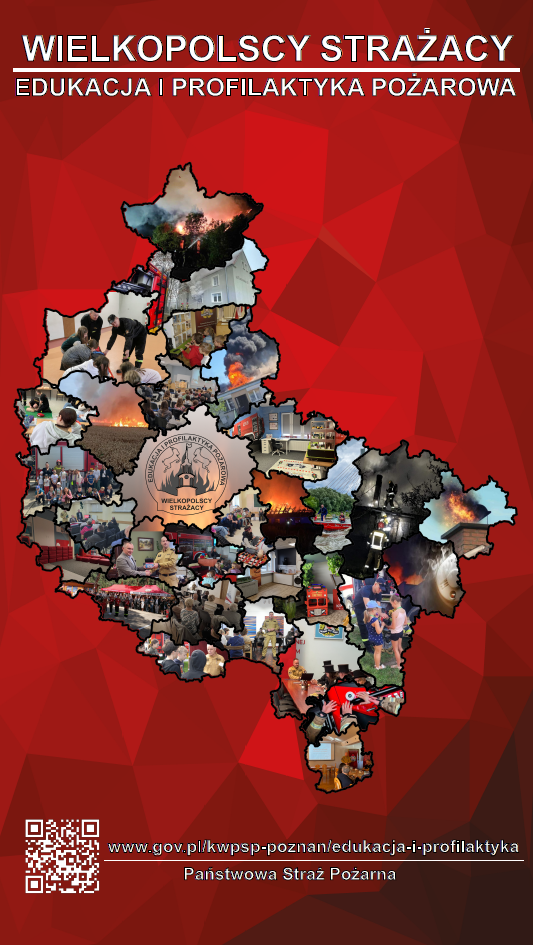 WIELKOPOLSCY STRAŻACY
EDUKACJA I PROFILAKTYKA POŻAROWA
EDUKACJA I PROFILAKTYKA POŻAROWA
WIELKOPOLSCY
STRAŻACY
www.gov.pl/kwpsp-poznan/edukacja-i-profilaktyka
Państwowa Straż Pożarna